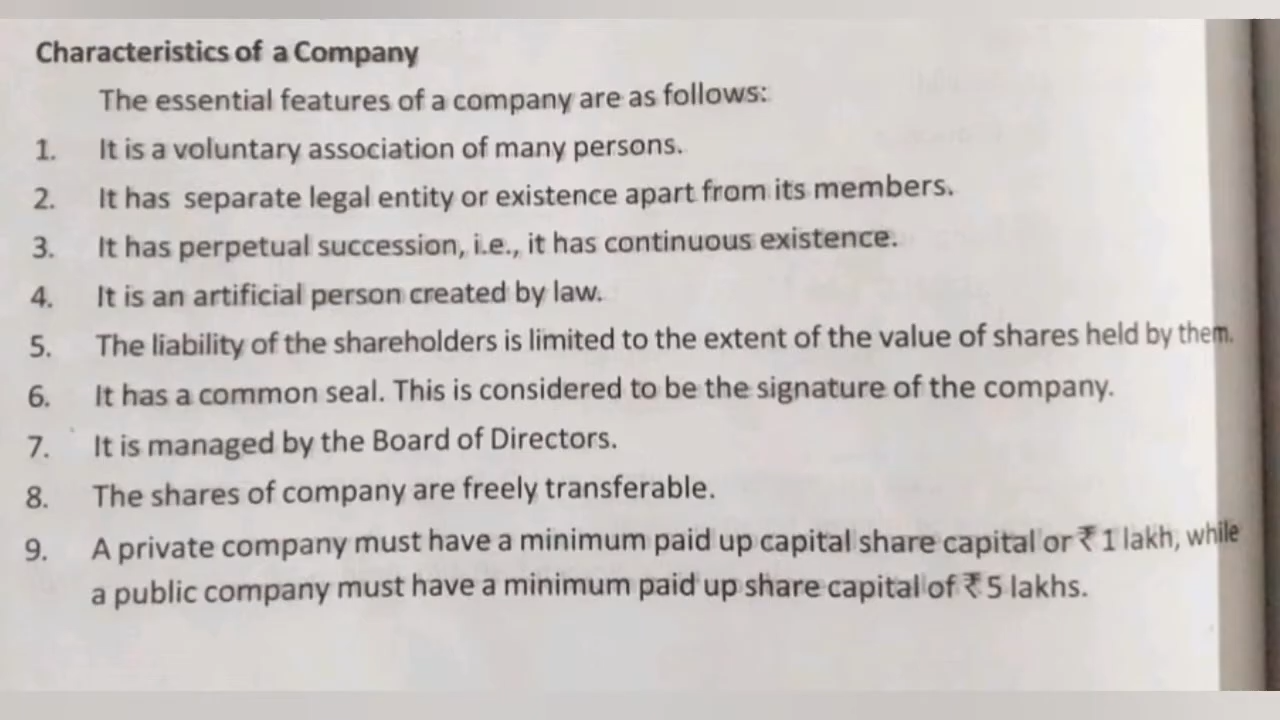 Characteristics of a Company
The essential features of a company are as follows:
1. It is a voluntary association of many persons.
2. It has separate legal entity or existence apart from its members.
3. It has perpetual succession, i.e., it has continuous existence.
4. It is an artificial person created by law.
5. The liability of the shareholders is limited to the extent of the value of shares held by them.
6. It has a common seal. This is considered to be the signature of the company.
7. It is managed by the Board of Directors.
8. The shares of company are freely transferable.
9. A private company must have a minimum paid up capital share capital or ₹ 1 lakh, while
a public company must have a minimum paid up share capital of ₹ 5 lakhs.